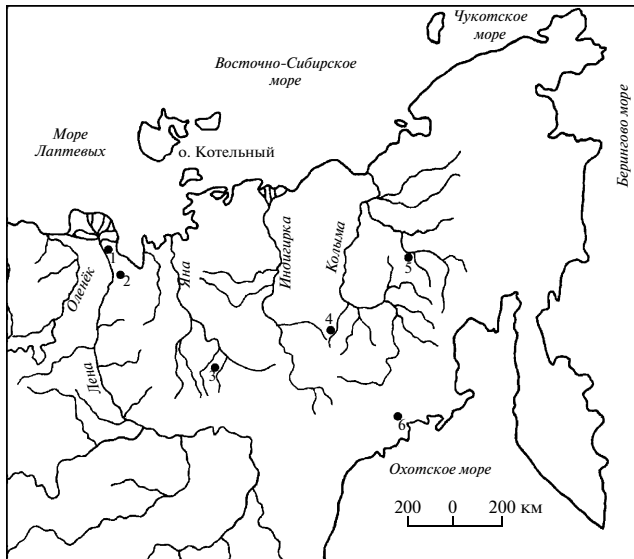 Чукотское море
Восточно-Сибирское
море
Берингово море
Море
Лаптевых
о. Котельный
Оленёк
Лена
Яна
Индигирка
Колыма
1
2
3
4
5
6
Охотское море
200 0 200 км